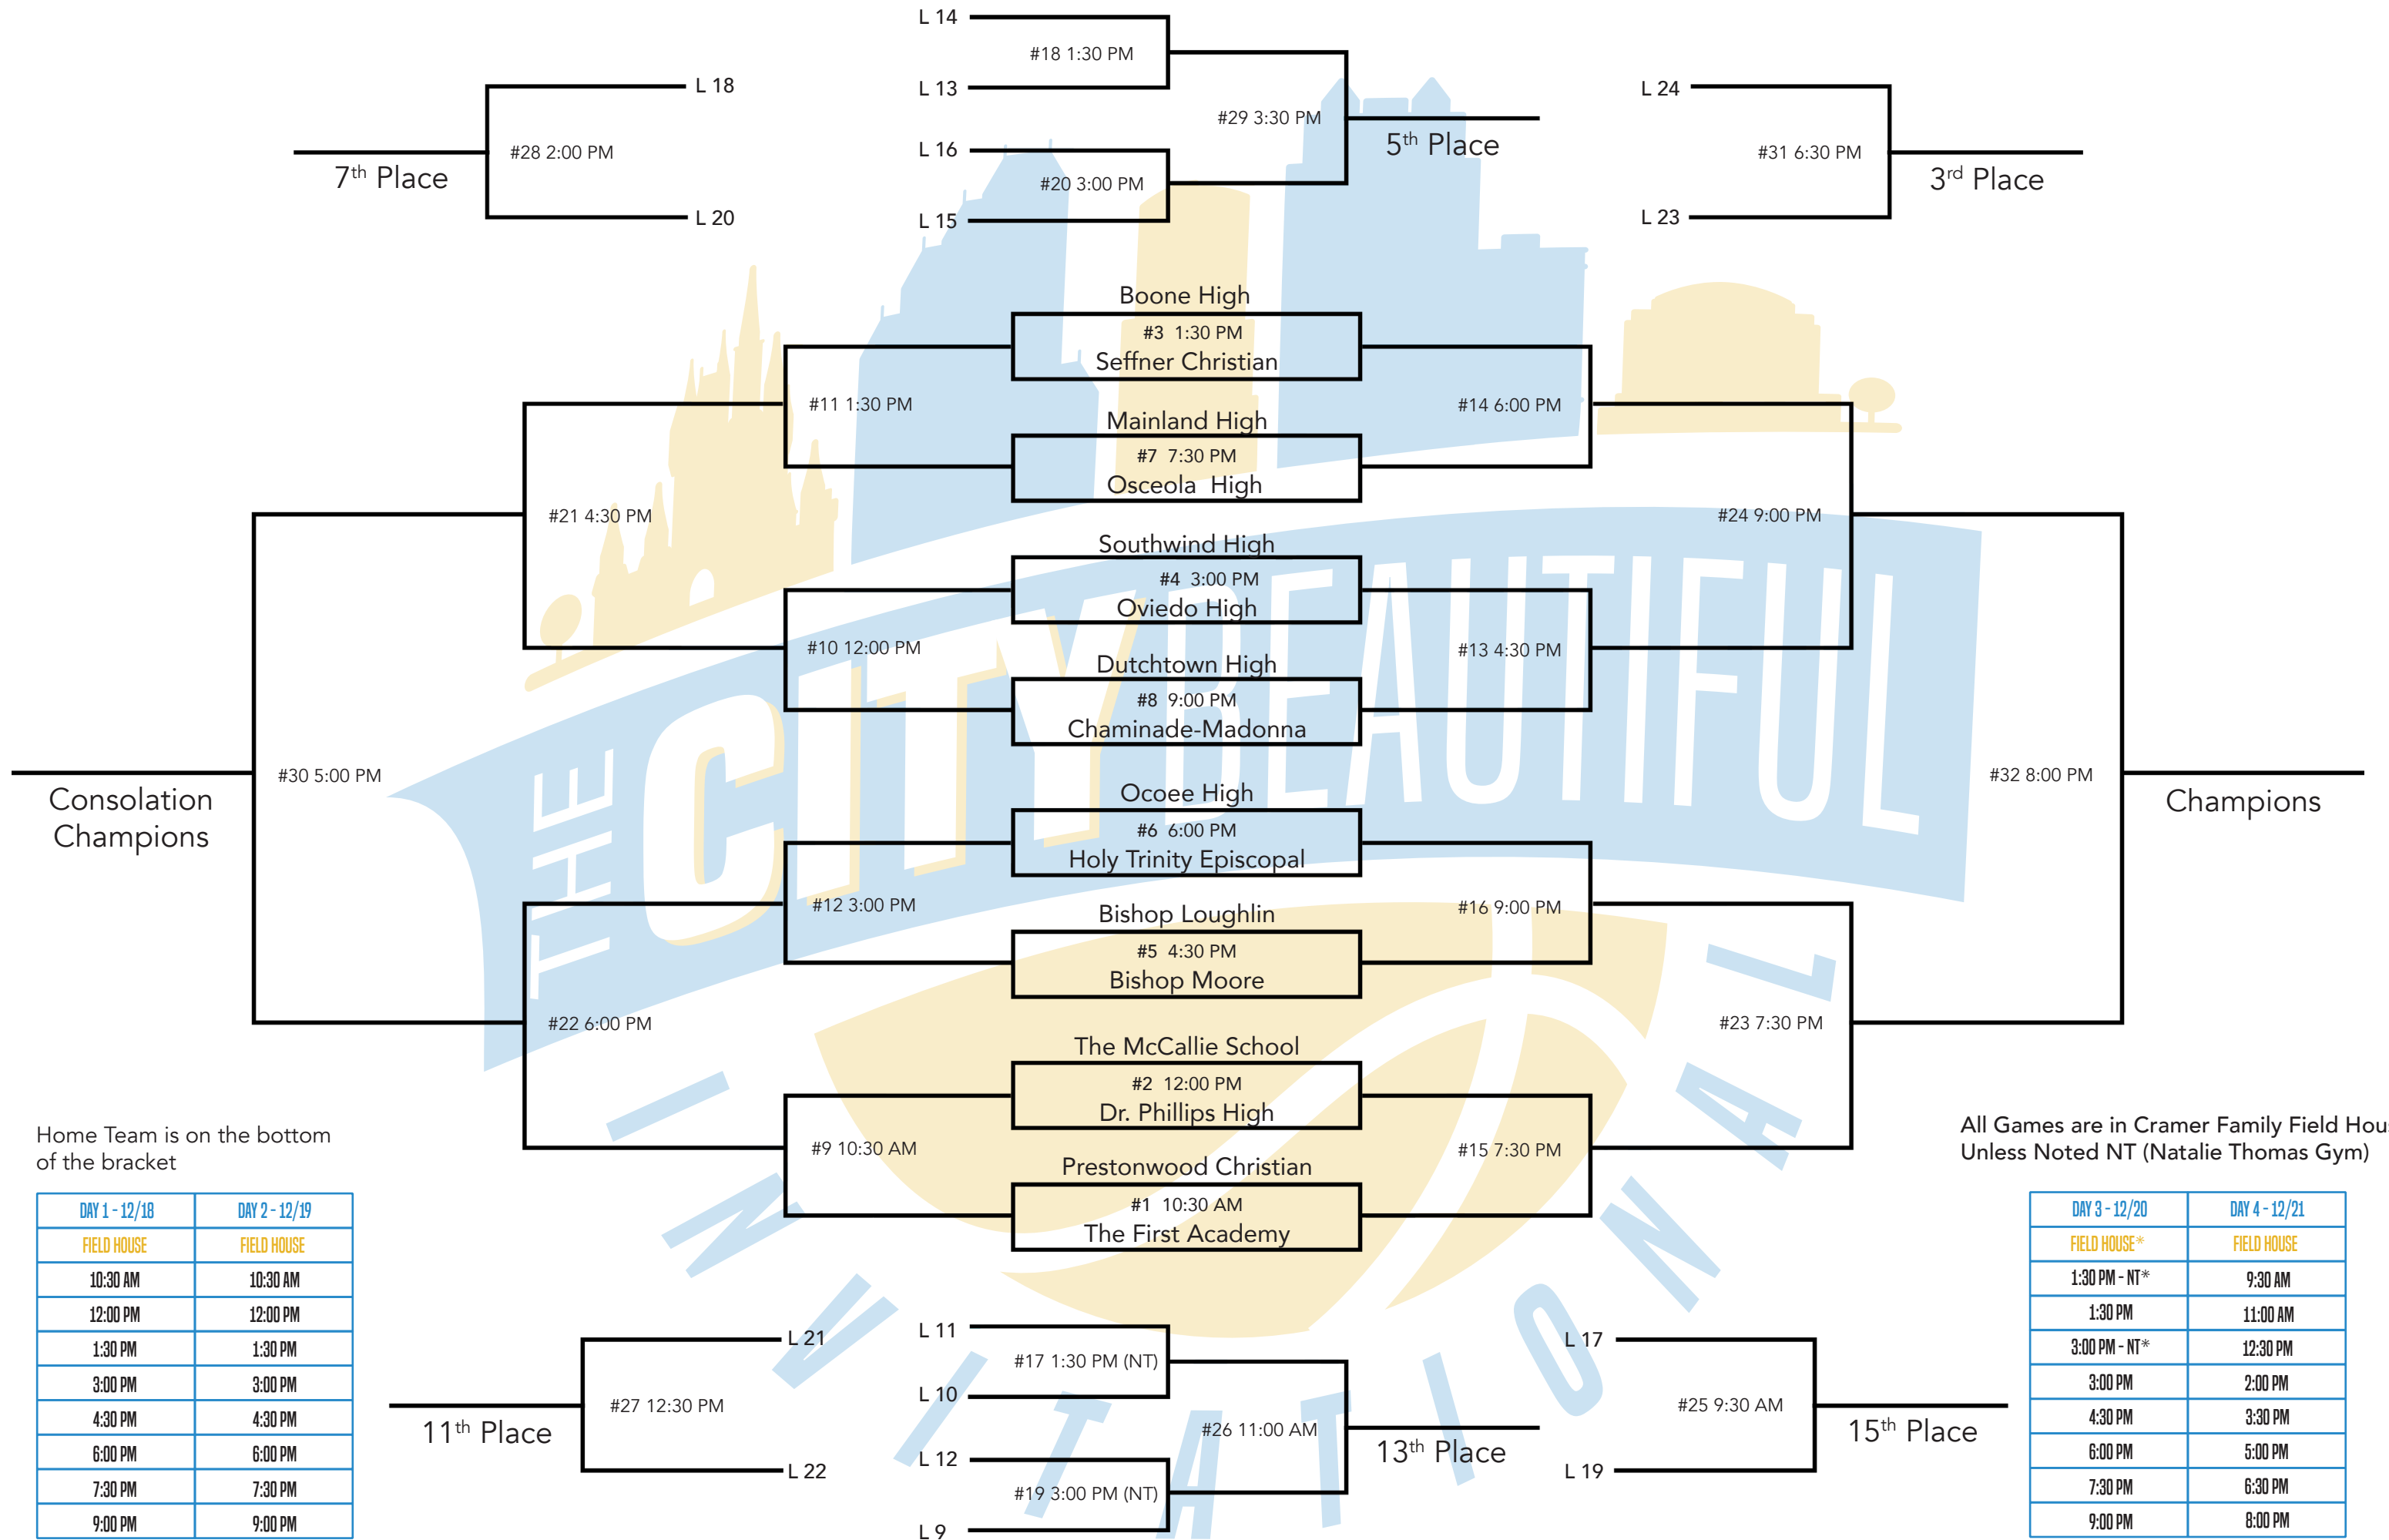 L 14
#18 1:30 PM
L 13
L 18
#28 2:00 PM
7th Place
L 20
#29 3:30 PM
5th Place
L 16
#20 3:00 PM
L 15
L 24
#31 6:30 PM
3rd Place
L 23
Boone High
#3 1:30 PM
Seffner Christian
#11 1:30 PM
#14 6:00 PM
Mainland High
#7 7:30 PM
Osceola High
#21 4:30 PM
#24 9:00 PM
Southwind High
#4 3:00 PM
Oviedo High
#10 12:00 PM
#13 4:30 PM
Dutchtown High
#8 9:00 PM
Chaminade-Madonna
#30 5:00 PM
Consolation
Champions
#32 8:00 PM
Champions
THE CITY BEAUTIFUL
INVITATIONAL
Ocoee High
#6 6:00 PM
Holy Trinity Episcopal
#12 3:00 PM
#16 9:00 PM
Bishop Loughlin
#5 4:30 PM
Bishop Moore
#22 6:00 PM
#23 7:30 PM
The McCallie School
#2 12:00 PM
Dr. Phillips High
#9 10:30 AM
#15 7:30 PM
Prestonwood Christian
#1 10:30 AM
The First Academy
Home Team is on the bottom
of the bracket
DAY 1 - 12/18 DAY 2 - 12/19
FIELD HOUSE FIELD HOUSE
10:30 AM 10:30 AM
12:00 PM 12:00 PM
1:30 PM 1:30 PM
3:00 PM 3:00 PM
4:30 PM 4:30 PM
6:00 PM 6:00 PM
7:30 PM 7:30 PM
9:00 PM 9:00 PM
L 21
#27 12:30 PM
11th Place
L 22
L 11
#17 1:30 PM (NT)
L 10
#26 11:00 AM
13th Place
L 12
#19 3:00 PM (NT)
L 9
L 17
#25 9:30 AM
15th Place
L 19
All Games are in Cramer Family Field Hou
Unless Noted NT (Natalie Thomas Gym)
DAY 3 - 12/20 DAY 4 - 12/21
FIELD HOUSE* FIELD HOUSE
1:30 PM - NT* 9:30 AM
1:30 PM 11:00 AM
3:00 PM - NT* 12:30 PM
3:00 PM 2:00 PM
4:30 PM 3:30 PM
6:00 PM 5:00 PM
7:30 PM 6:30 PM
9:00 PM 8:00 PM